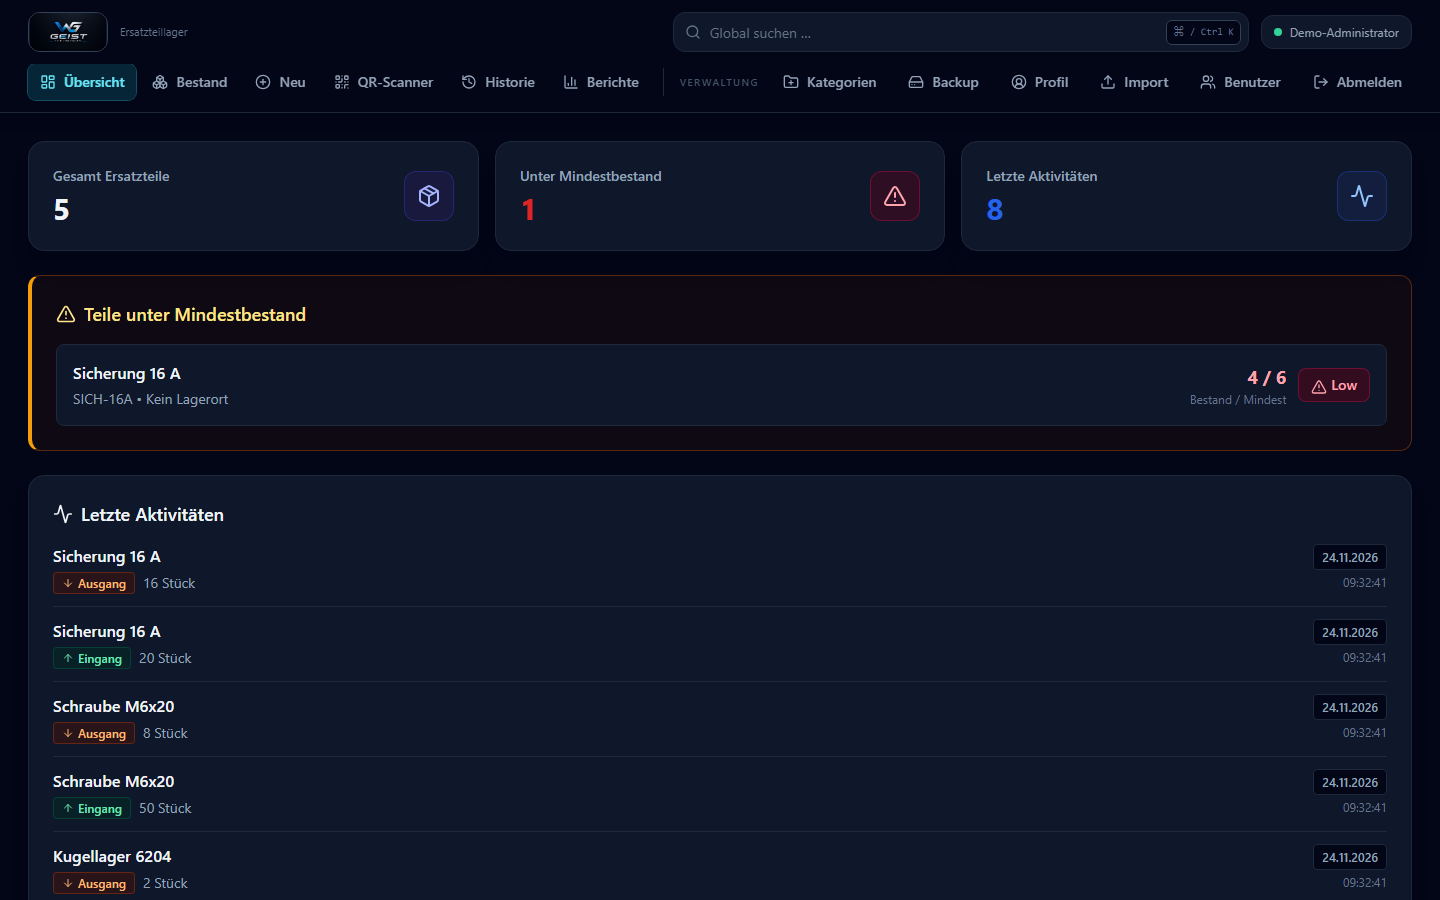 WG
GEIST
Ersatzteillager
Global suchen ...
⌘ / Ctrl K
Demo-Administrator
Übersicht
Bestand
Neu
QR-Scanner
Historie
Berichte
VERWALTUNG
Kategorien
Backup
Profil
Import
Benutzer
Abmelden
Gesamt Ersatzteile
5
Unter Mindestbestand
1
Letzte Aktivitäten
8
Teile unter Mindestbestand
Sicherung 16 A
SICH-16A • Kein Lagerort
4 / 6
Bestand / Mindest
Low
Letzte Aktivitäten
Sicherung 16 A
24.11.2026
↓ Ausgang 16 Stück
09:32:41
Sicherung 16 A
24.11.2026
↑ Eingang 20 Stück
09:32:41
Schraube M6x20
24.11.2026
↓ Ausgang 8 Stück
09:32:41
Schraube M6x20
24.11.2026
↑ Eingang 50 Stück
09:32:41
Kugellager 6204
24.11.2026
↓ Ausgang 2 Stück
09:32:41